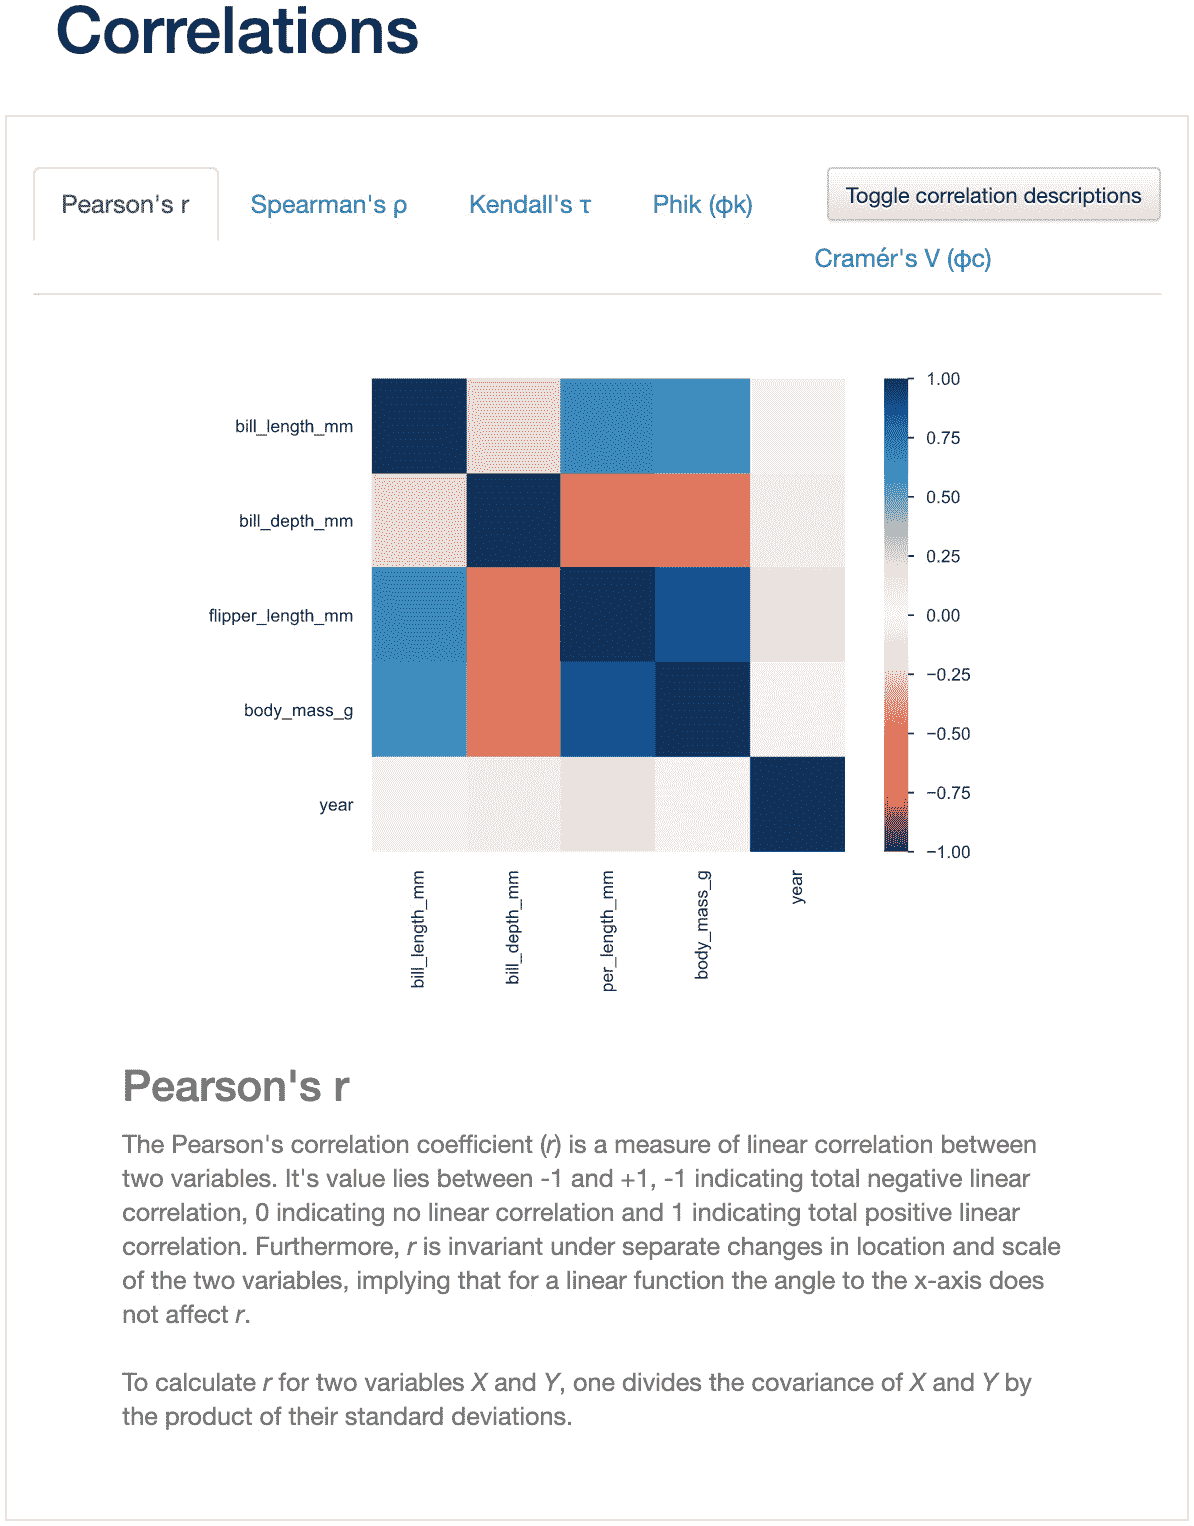 Correlations
Pearson's r
Spearman's ρ
Kendall's τ
Phik (φk)
Toggle correlation descriptions
Cramér's V (φc)
bill_length_mm
bill_depth_mm
flipper_length_mm
body_mass_g
year
1.00
0.75
0.50
0.25
0.00
−0.25
−0.50
−0.75
−1.00
bill_length_mm
bill_depth_mm
per_length_mm
body_mass_g
year
Pearson's r
The Pearson's correlation coefficient (r) is a measure of linear correlation between
two variables. It's value lies between -1 and +1, -1 indicating total negative linear
correlation, 0 indicating no linear correlation and 1 indicating total positive linear
correlation. Furthermore, r is invariant under separate changes in location and scale
of the two variables, implying that for a linear function the angle to the x-axis does
not affect r.
To calculate r for two variables X and Y, one divides the covariance of X and Y by
the product of their standard deviations.